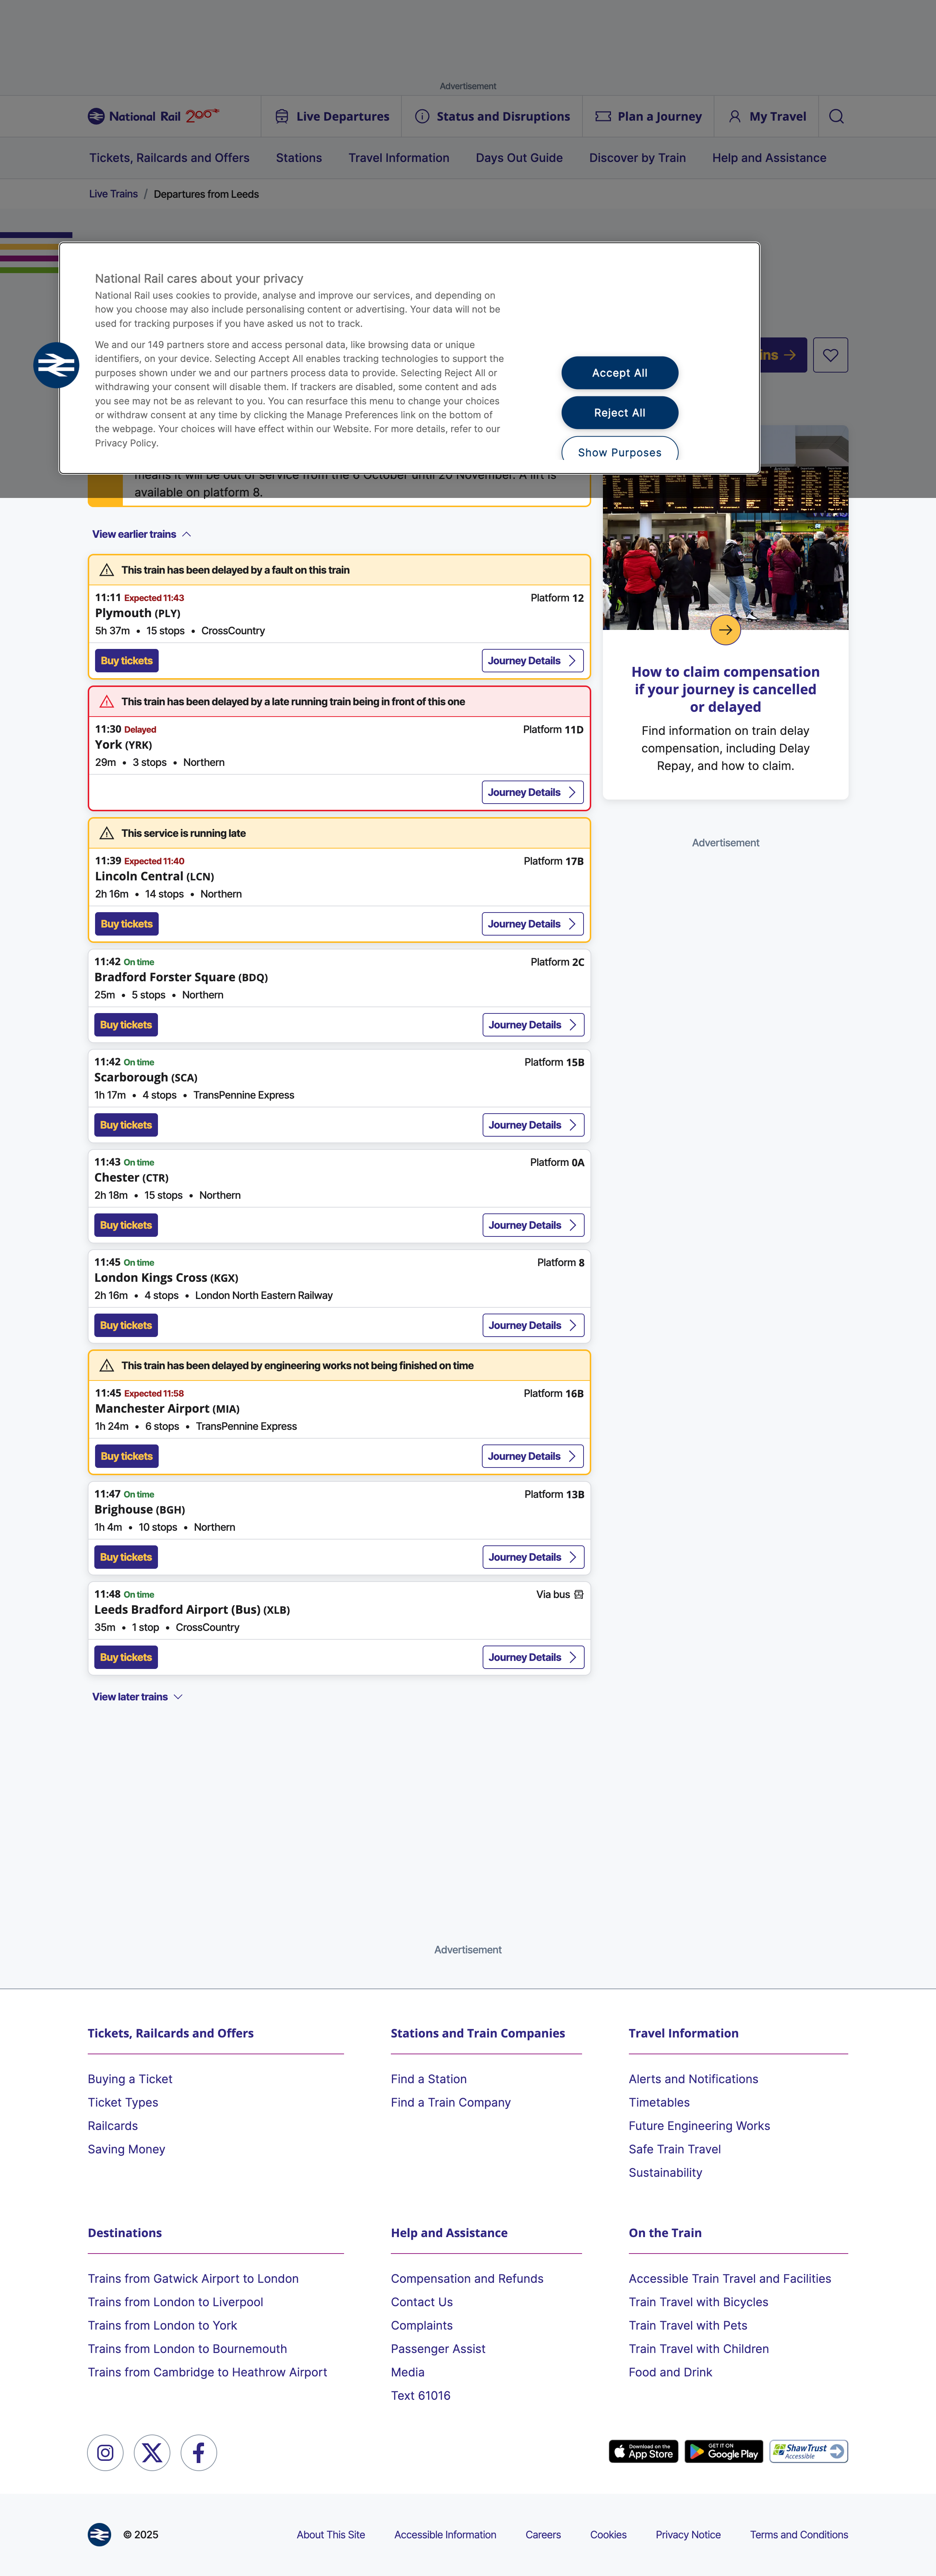 Advertisement
National Rail 200
Live Departures
Status and Disruptions
Plan a Journey
My Travel
Tickets, Railcards and Offers
Stations
Travel Information
Days Out Guide
Discover by Train
Help and Assistance
Live Trains / Departures from Leeds
National Rail cares about your privacy
National Rail uses cookies to provide, analyse and improve our services, and depending on
how you choose may also include personalising content or advertising. Your data will not be
used for tracking purposes if you have asked us not to track.
We and our 149 partners store and access personal data, like browsing data or unique
identifiers, on your device. Selecting Accept All enables tracking technologies to support the
purposes shown under we and our partners process data to provide. Selecting Reject All or
withdrawing your consent will disable them. If trackers are disabled, some content and ads
you see may not be as relevant to you. You can resurface this menu to change your choices
or withdraw consent at any time by clicking the Manage Preferences link on the bottom of
the webpage. Your choices will have effect within our Website. For more details, refer to our
Privacy Policy.
Accept All
Reject All
Show Purposes
ins
means it will be out of service from the 6 October until 20 November. A lift is
available on platform 8.
View earlier trains
This train has been delayed by a fault on this train
11:11 Expected 11:43
Platform 12
Plymouth (PLY)
5h 37m • 15 stops • CrossCountry
Buy tickets
Journey Details
This train has been delayed by a late running train being in front of this one
11:30 Delayed
Platform 11D
York (YRK)
29m • 3 stops • Northern
Journey Details
This service is running late
11:39 Expected 11:40
Platform 17B
Lincoln Central (LCN)
2h 16m • 14 stops • Northern
Buy tickets
Journey Details
11:42 On time
Platform 2C
Bradford Forster Square (BDQ)
25m • 5 stops • Northern
Buy tickets
Journey Details
11:42 On time
Platform 15B
Scarborough (SCA)
1h 17m • 4 stops • TransPennine Express
Buy tickets
Journey Details
11:43 On time
Platform 0A
Chester (CTR)
2h 18m • 15 stops • Northern
Buy tickets
Journey Details
11:45 On time
Platform 8
London Kings Cross (KGX)
2h 16m • 4 stops • London North Eastern Railway
Buy tickets
Journey Details
This train has been delayed by engineering works not being finished on time
11:45 Expected 11:58
Platform 16B
Manchester Airport (MIA)
1h 24m • 6 stops • TransPennine Express
Buy tickets
Journey Details
11:47 On time
Platform 13B
Brighouse (BGH)
1h 4m • 10 stops • Northern
Buy tickets
Journey Details
11:48 On time
Via bus
Leeds Bradford Airport (Bus) (XLB)
35m • 1 stop • CrossCountry
Buy tickets
Journey Details
View later trains
How to claim compensation
if your journey is cancelled
or delayed
Find information on train delay
compensation, including Delay
Repay, and how to claim.
Advertisement
Advertisement
Tickets, Railcards and Offers
Buying a Ticket
Ticket Types
Railcards
Saving Money
Stations and Train Companies
Find a Station
Find a Train Company
Travel Information
Alerts and Notifications
Timetables
Future Engineering Works
Safe Train Travel
Sustainability
Destinations
Trains from Gatwick Airport to London
Trains from London to Liverpool
Trains from London to York
Trains from London to Bournemouth
Trains from Cambridge to Heathrow Airport
Help and Assistance
Compensation and Refunds
Contact Us
Complaints
Passenger Assist
Media
Text 61016
On the Train
Accessible Train Travel and Facilities
Train Travel with Bicycles
Train Travel with Pets
Train Travel with Children
Food and Drink
Download on the
App Store
GET IT ON
Google Play
ShawTrust
Accessible
© 2025
About This Site
Accessible Information
Careers
Cookies
Privacy Notice
Terms and Conditions